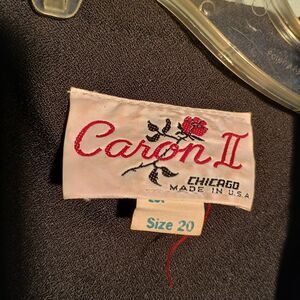 Caron II
CHICAGO
MADE IN U.S.A
Size 20